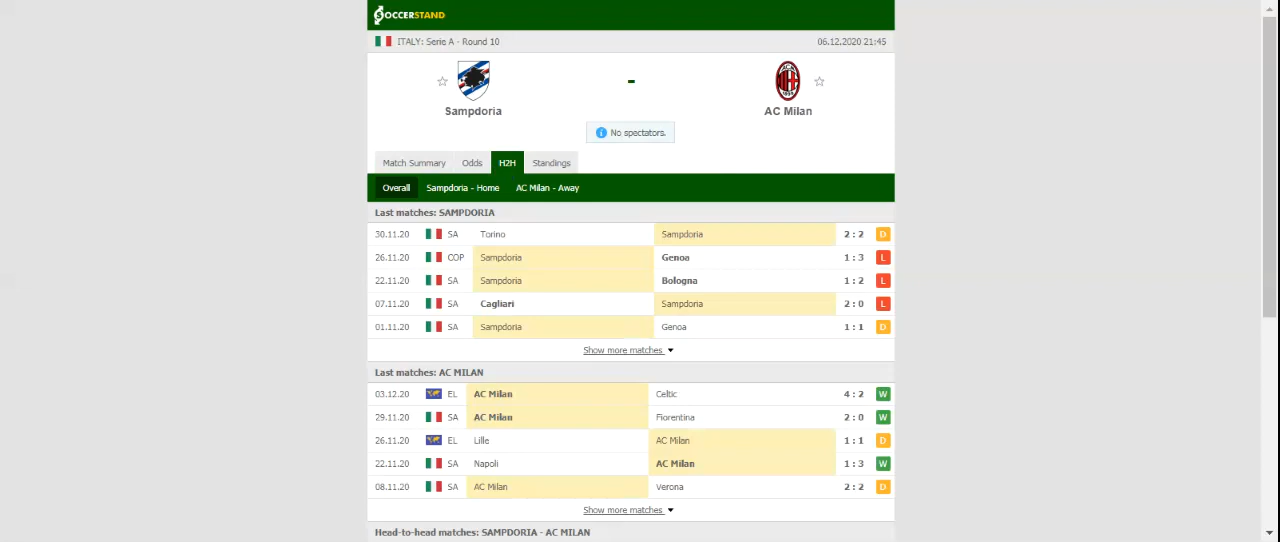 SOCCERSTAND
ITALY: Serie A - Round 10 06.12.2020 21:45
-
Sampdoria AC Milan
No spectators.
Match Summary Odds H2H Standings
Overall Sampdoria - Home AC Milan - Away
Last matches: SAMPDORIA
30.11.20 SA Torino Sampdoria 2 : 2 D
26.11.20 COP Sampdoria Genoa 1 : 3 L
22.11.20 SA Sampdoria Bologna 1 : 2 L
07.11.20 SA Cagliari Sampdoria 2 : 0 L
01.11.20 SA Sampdoria Genoa 1 : 1 D
Show more matches
Last matches: AC MILAN
03.12.20 EL AC Milan Celtic 4 : 2 W
29.11.20 SA AC Milan Fiorentina 2 : 0 W
26.11.20 EL Lille AC Milan 1 : 1 D
22.11.20 SA Napoli AC Milan 1 : 3 W
08.11.20 SA AC Milan Verona 2 : 2 D
Show more matches
Head-to-head matches: SAMPDORIA - AC MILAN